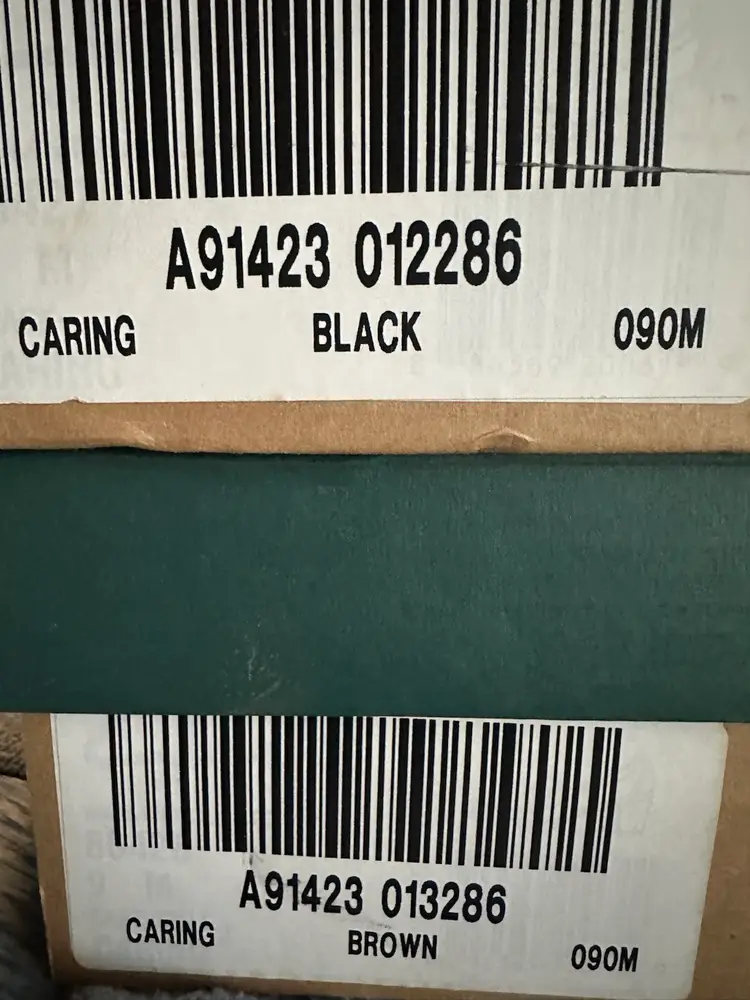 A91423 012286
CARING BLACK 090M
A91423 013286
CARING BROWN 090M